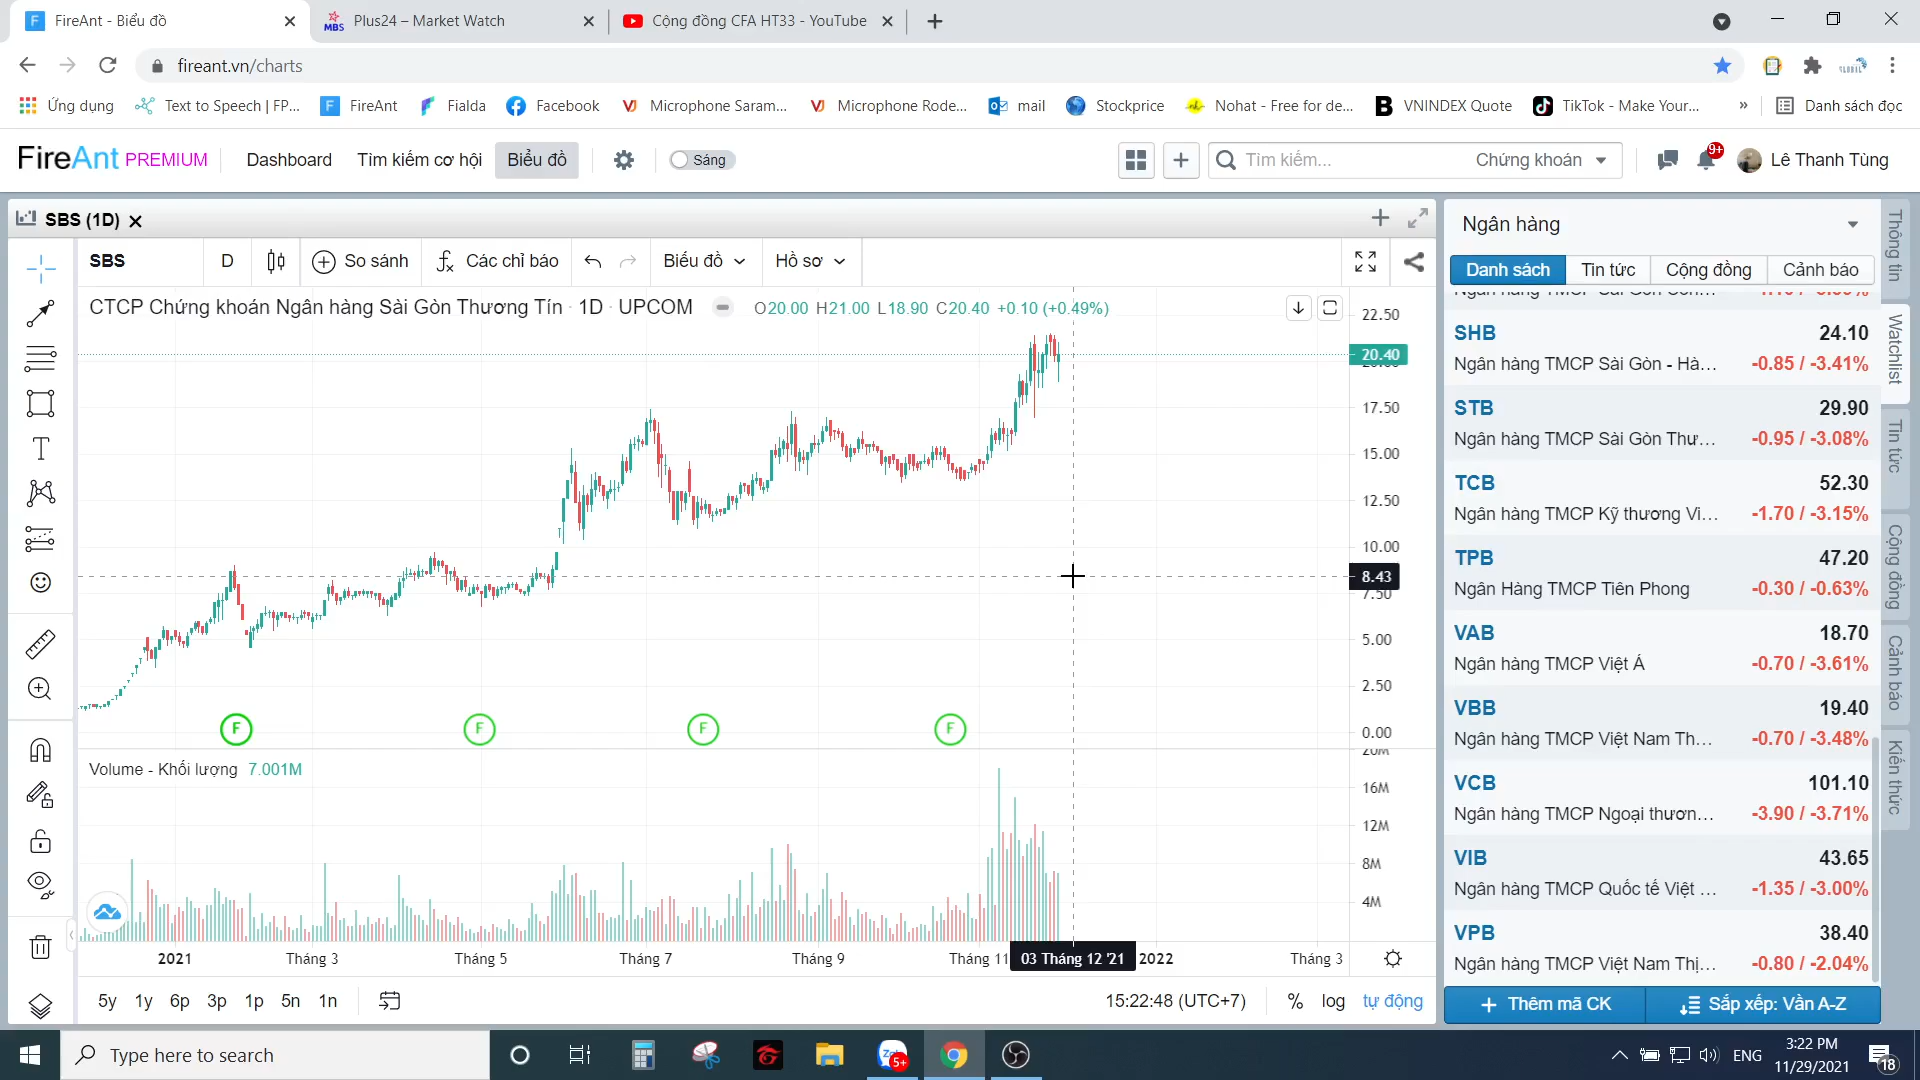 FireAnt - Biểu đồ
MBS
Plus24 – Market Watch
Cộng đồng CFA HT33 - YouTube
fireant.vn/charts
Ứng dụng
Text to Speech | FP...
FireAnt
Fialda
Facebook
Microphone Saram...
Microphone Rode...
mail
Stockprice
Nohat - Free for de...
VNINDEX Quote
TikTok - Make Your...
»
Danh sách đọc
FireAnt PREMIUM
Dashboard
Tìm kiếm cơ hội
Biểu đồ
Sáng
Tìm kiếm...
Chứng khoán
9+
Lê Thanh Tùng
SBS (1D)
SBS
D
So sánh
Các chỉ báo
Biểu đồ
Hồ sơ
CTCP Chứng khoán Ngân hàng Sài Gòn Thương Tín · 1D · UPCOM
O20.00 H21.00 L18.90 C20.40 +0.10 (+0.49%)
22.50
20.40
17.50
15.00
12.50
10.00
8.43
7.50
5.00
2.50
0.00
F
F
F
F
Volume - Khối lượng 7.001M
20M
16M
12M
8M
4M
2021
Tháng 3
Tháng 5
Tháng 7
Tháng 9
Tháng 11
03 Tháng 12 '21
2022
Tháng 3
5y
1y
6p
3p
1p
5n
1n
15:22:48 (UTC+7)
%
log
tự động
Ngân hàng
Danh sách
Tin tức
Cộng đồng
Cảnh báo
SHB
24.10
Ngân hàng TMCP Sài Gòn - Hà...
-0.85 / -3.41%
STB
29.90
Ngân hàng TMCP Sài Gòn Thư...
-0.95 / -3.08%
TCB
52.30
Ngân hàng TMCP Kỹ thương Vi...
-1.70 / -3.15%
TPB
47.20
Ngân Hàng TMCP Tiên Phong
-0.30 / -0.63%
VAB
18.70
Ngân hàng TMCP Việt Á
-0.70 / -3.61%
VBB
19.40
Ngân hàng TMCP Việt Nam Th...
-0.70 / -3.48%
VCB
101.10
Ngân hàng TMCP Ngoại thươn...
-3.90 / -3.71%
VIB
43.65
Ngân hàng TMCP Quốc tế Việt ...
-1.35 / -3.00%
VPB
38.40
Ngân hàng TMCP Việt Nam Thị...
-0.80 / -2.04%
Thêm mã CK
Sắp xếp: Vần A-Z
Thông tin
Watchlist
Tin tức
Cộng đồng
Cảnh báo
Kiến thức
Type here to search
5+
ENG
3:22 PM
11/29/2021
18